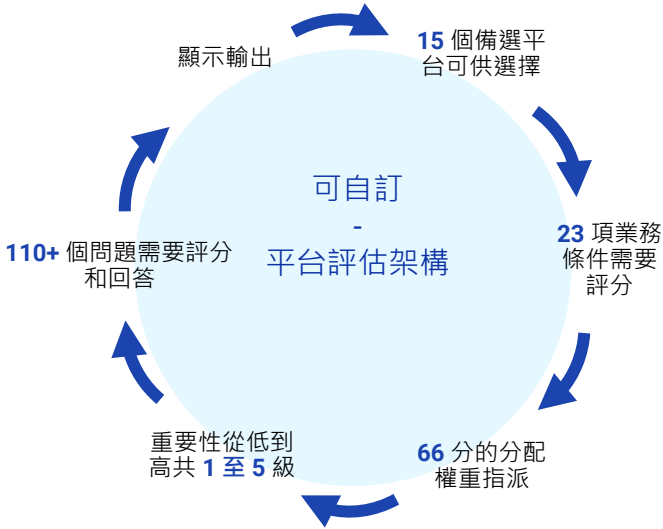 顯示輸出
15 個備選平
台可供選擇
可自訂
-
平台評估架構
110+ 個問題需要評分
和回答
23 項業務
條件需要
評分
重要性從低到
高共 1 至 5 級
66 分的分配
權重指派